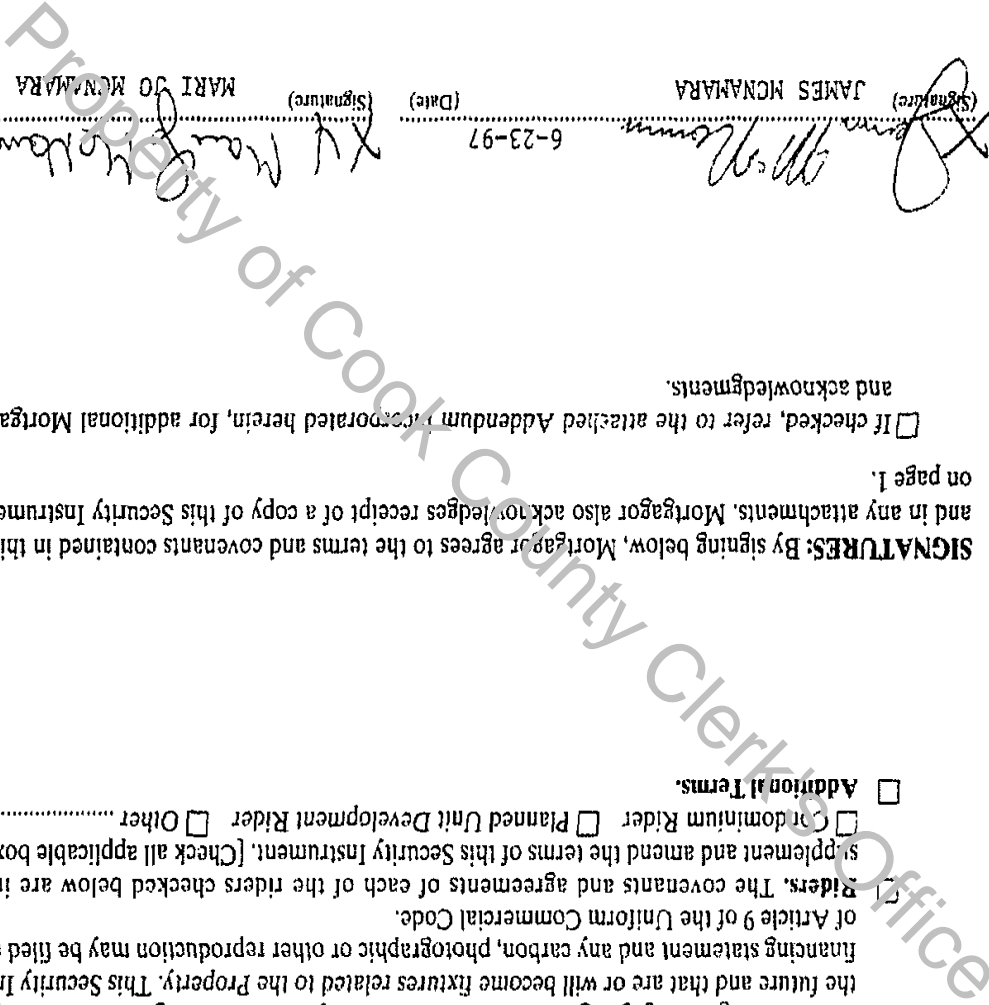 the future and that are or will become fixtures related to the Property. This Security
financing statement and any carbon, photographic or other reproduction may be filed
of Article 9 of the Uniform Commercial Code.
☐ Riders. The covenants and agreements of each of the riders checked below are
supplement and amend the terms of this Security Instrument. [Check all applicable
☐ Condominium Rider ☐ Planned Unit Development Rider ☐ Other ..................
☐ Additional Terms.
SIGNATURES: By signing below, Mortgagor agrees to the terms and covenants contained in
and in any attachments. Mortgagor also acknowledges receipt of a copy of this Security
on page 1.
☐ If checked, refer to the attached Addendum incorporated herein, for additional
and acknowledgments.
James McNamara 6-23-97 X Mari Jo
(Signature) JAMES MCNAMARA (Date) (Signature) MARI JO MCNAMARA
Property of Cook County Clerk's Office